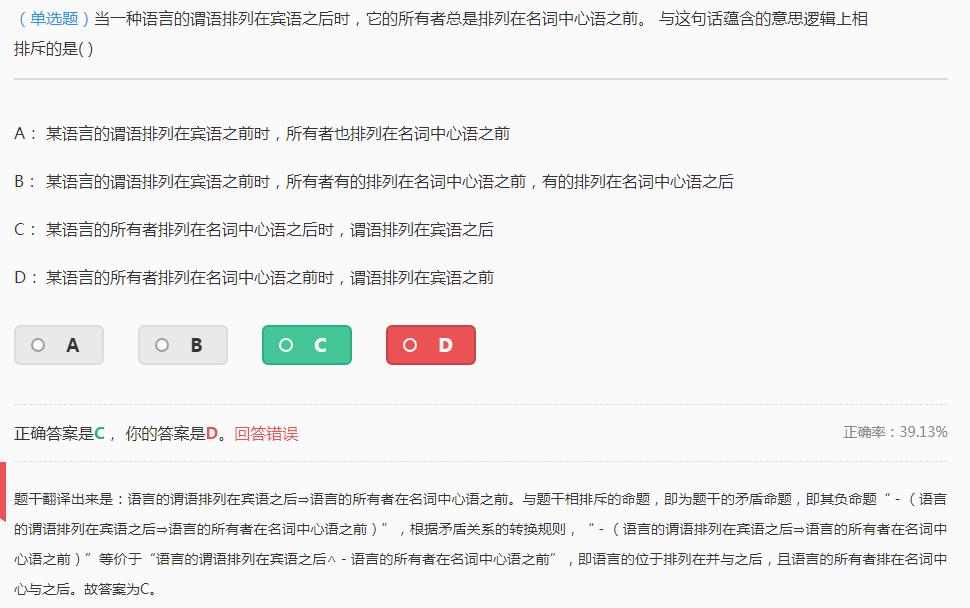 （单选题）当一种语言的谓语排列在宾语之后时，它的所有者总是排列在名词中心语之前。 与这句话蕴含的意思逻辑上相
排斥的是( )
A： 某语言的谓语排列在宾语之前时，所有者也排列在名词中心语之前
B： 某语言的谓语排列在宾语之前时，所有者有的排列在名词中心语之前，有的排列在名词中心语之后
C： 某语言的所有者排列在名词中心语之后时，谓语排列在宾语之后
D： 某语言的所有者排列在名词中心语之前时，谓语排列在宾语之前
A B C D
正确答案是C， 你的答案是D。回答错误 正确率：39.13%
题干翻译出来是：语言的谓语排列在宾语之后⇒语言的所有者在名词中心语之前。与题干相排斥的命题，即为题干的矛盾命题，即其负命题“ -（ 语言
的谓语排列在宾语之后⇒语言的所有者在名词中心语之前）”，根据矛盾关系的转换规则，“ -（ 语言的谓语排列在宾语之后⇒语言的所有者在名词中
心语之前）”等价于“语言的谓语排列在宾语之后∧ - 语言的所有者在名词中心语之前”，即语言的位于排列在并与之后，且语言的所有者排在名词中
心与之后。故答案为C。